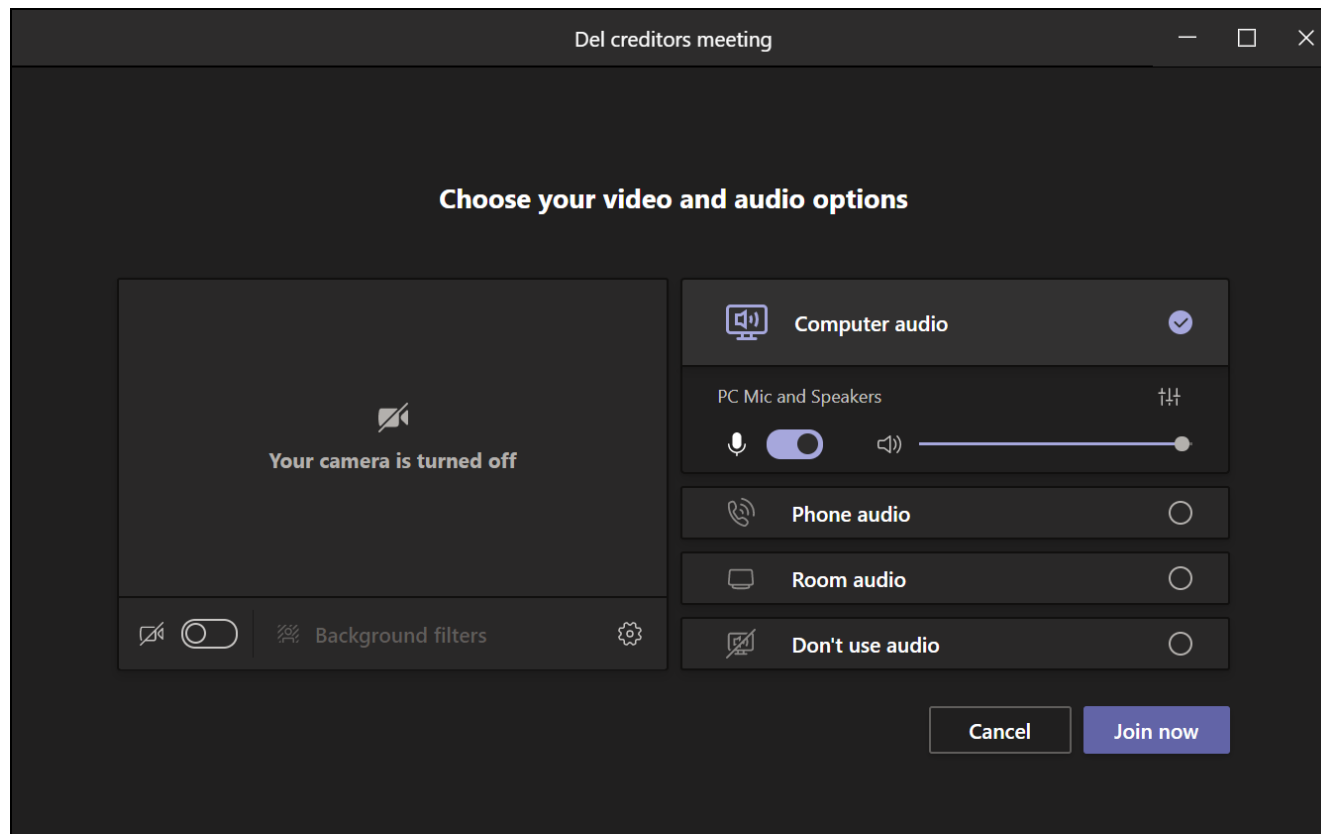 Del creditors meeting
Choose your video and audio options
Your camera is turned off
Background filters
Computer audio
PC Mic and Speakers
Phone audio
Room audio
Don't use audio
Cancel
Join now